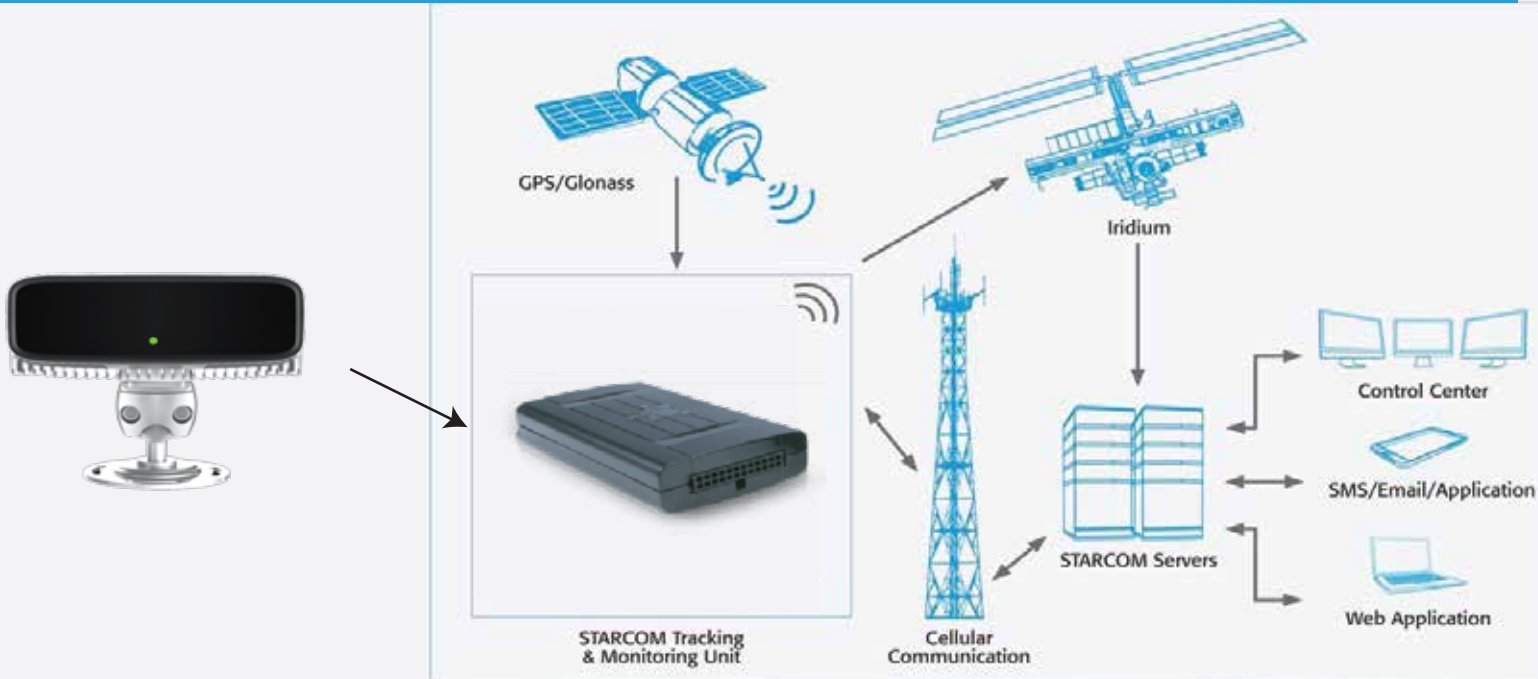 GPS/Glonass
Iridium
Control Center
SMS/Email/Application
STARCOM Servers
Web Application
STARCOM Tracking
& Monitoring Unit
Cellular
Communication